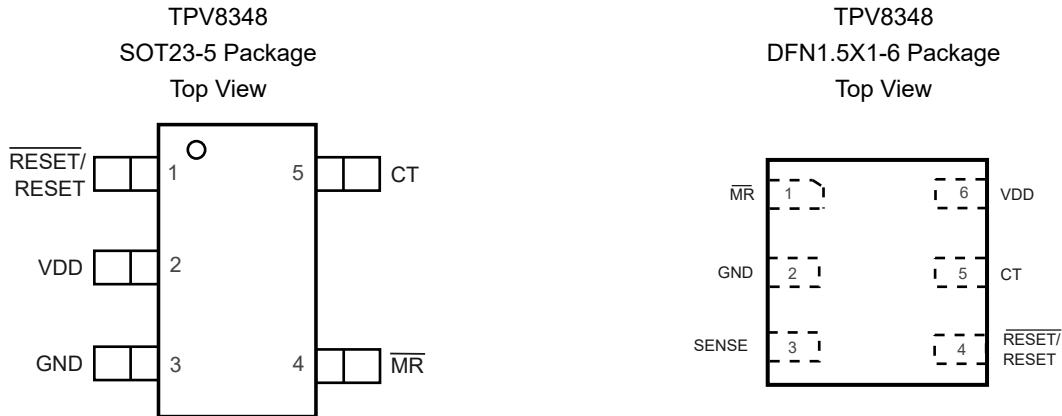 TPV8348
SOT23-5 Package
Top View
RESET/
RESET
1
5
CT
VDD
2
GND
3
4
MR
TPV8348
DFN1.5X1-6 Package
Top View
MR
1
6
VDD
GND
2
5
CT
SENSE
3
4
RESET/
RESET